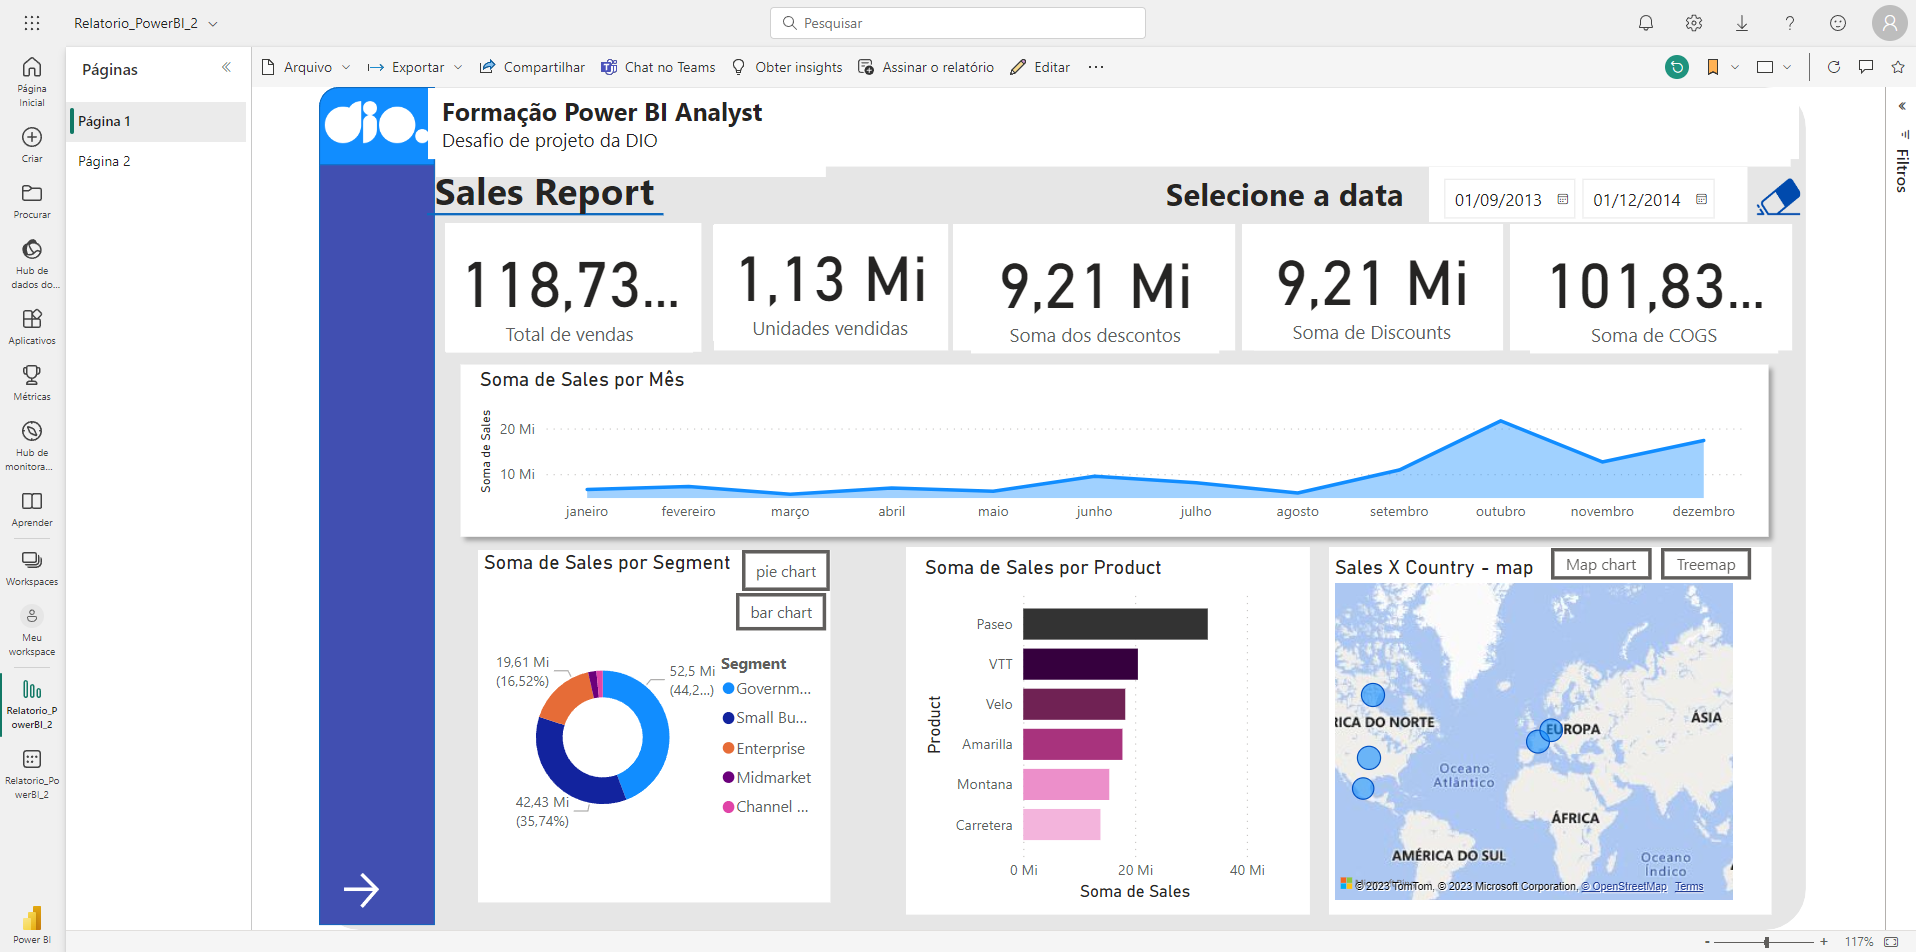 Relatorio_PowerBI_2
Pesquisar
Página Inicial
Criar
Procurar
Hub de dados do...
Aplicativos
Métricas
Hub de monitora...
Aprender
Workspaces
Meu workspace
Relatorio_PowerBI_2
Relatorio_PowerBI_2
Power BI
Páginas
Página 1
Página 2
Arquivo
Exportar
Compartilhar
Chat no Teams
Obter insights
Assinar o relatório
Editar
Filtros
dio.
Formação Power BI Analyst
Desafio de projeto da DIO
Sales Report
Selecione a data
01/09/2013
01/12/2014
118,73...
Total de vendas
1,13 Mi
Unidades vendidas
9,21 Mi
Soma dos descontos
9,21 Mi
Soma de Discounts
101,83...
Soma de COGS
Soma de Sales por Mês
Soma de Sales
20 Mi
10 Mi
janeiro fevereiro março abril maio junho julho agosto setembro outubro novembro dezembro
Soma de Sales por Segment
pie chart
bar chart
19,61 Mi
(16,52%)
52,5 Mi
(44,2...)
42,43 Mi
(35,74%)
Segment
Governm...
Small Bu...
Enterprise
Midmarket
Channel ...
Soma de Sales por Product
Product
Paseo
VTT
Velo
Amarilla
Montana
Carretera
0 Mi 20 Mi 40 Mi
Soma de Sales
Sales X Country - map
Map chart
Treemap
RICA DO NORTE
EUROPA
ÁSIA
Oceano
Atlântico
ÁFRICA
AMÉRICA DO SUL
Oceano
Índico
© 2023 TomTom, © 2023 Microsoft Corporation, © OpenStreetMap Terms
117%